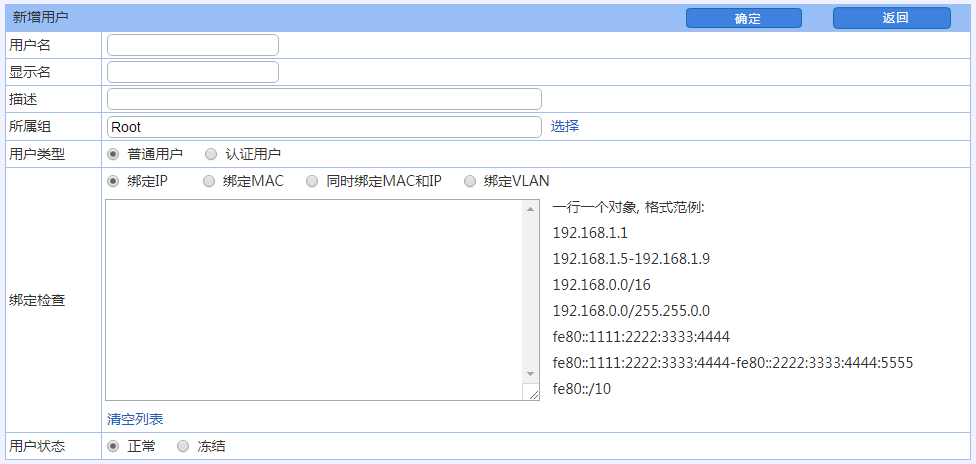 新增用户 确定 返回
用户名
显示名
描述
所属组 Root 选择
用户类型 普通用户 认证用户
绑定IP 绑定MAC 同时绑定MAC和IP 绑定VLAN
绑定检查
一行一个对象, 格式范例:
192.168.1.1
192.168.1.5-192.168.1.9
192.168.0.0/16
192.168.0.0/255.255.0.0
fe80::1111:2222:3333:4444
fe80::1111:2222:3333:4444-fe80::2222:3333:4444:5555
fe80::/10
清空列表
用户状态 正常 冻结